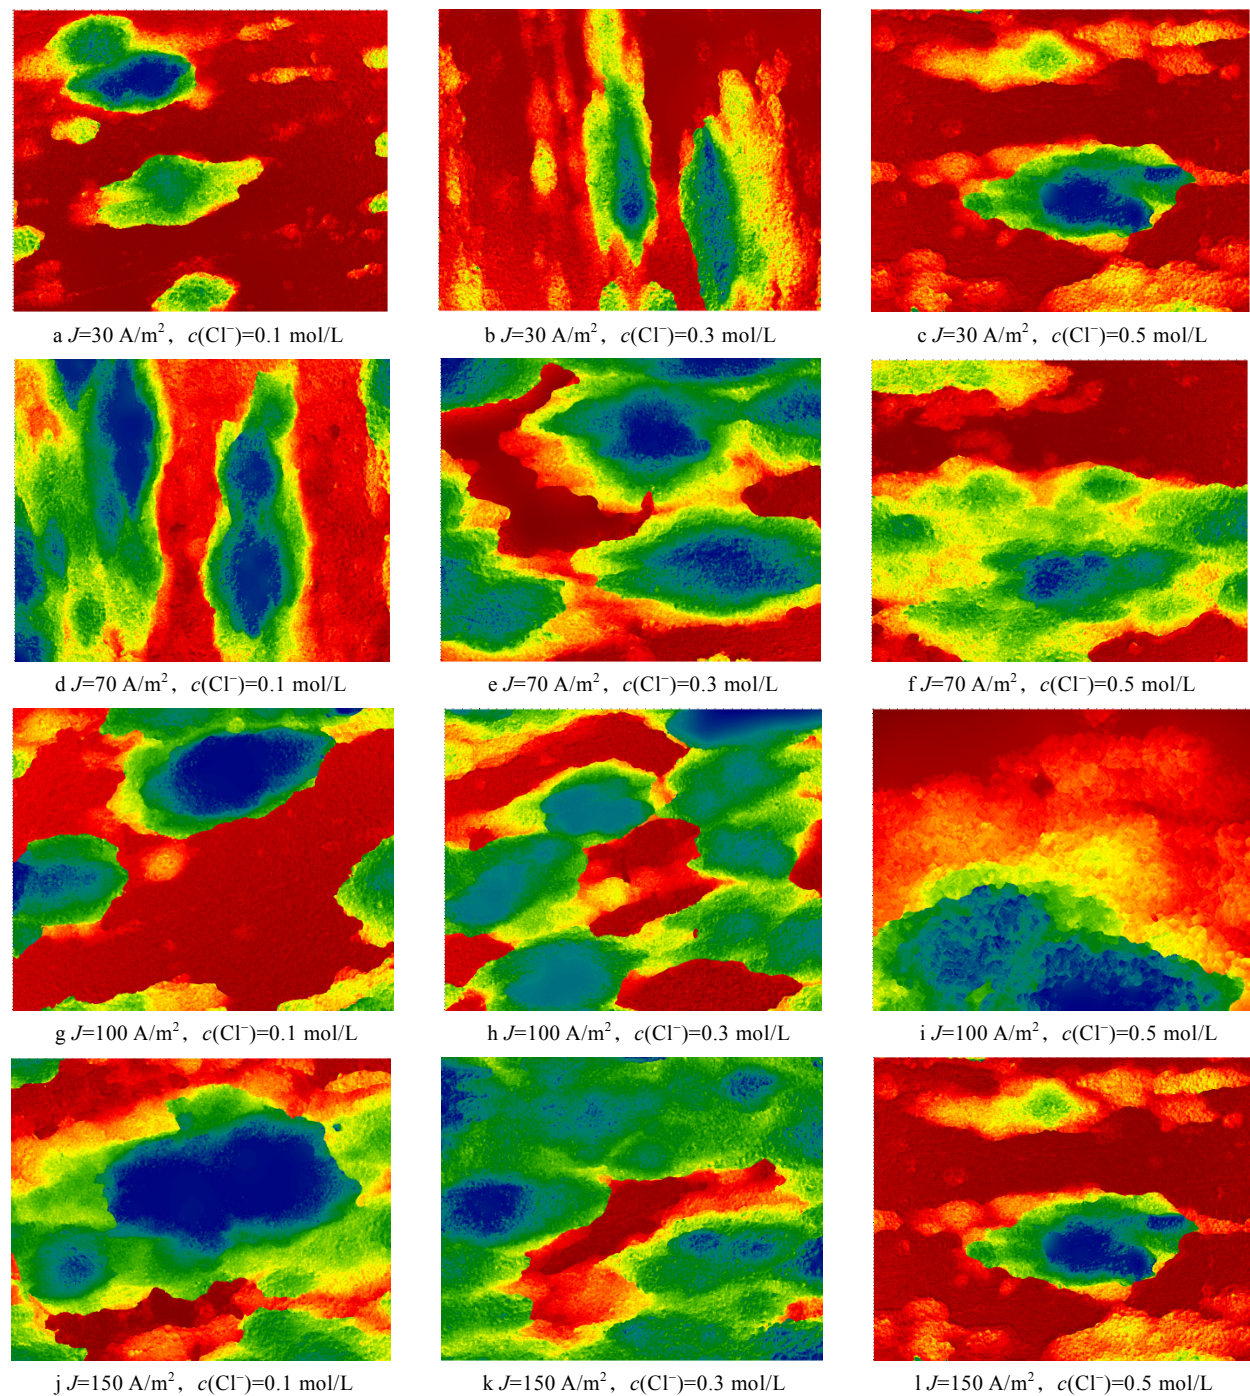 a J=30 A/m²，c(Cl⁻)=0.1 mol/L
b J=30 A/m²，c(Cl⁻)=0.3 mol/L
c J=30 A/m²，c(Cl⁻)=0.5 mol/L
d J=70 A/m²，c(Cl⁻)=0.1 mol/L
e J=70 A/m²，c(Cl⁻)=0.3 mol/L
f J=70 A/m²，c(Cl⁻)=0.5 mol/L
g J=100 A/m²，c(Cl⁻)=0.1 mol/L
h J=100 A/m²，c(Cl⁻)=0.3 mol/L
i J=100 A/m²，c(Cl⁻)=0.5 mol/L
j J=150 A/m²，c(Cl⁻)=0.1 mol/L
k J=150 A/m²，c(Cl⁻)=0.3 mol/L
l J=150 A/m²，c(Cl⁻)=0.5 mol/L